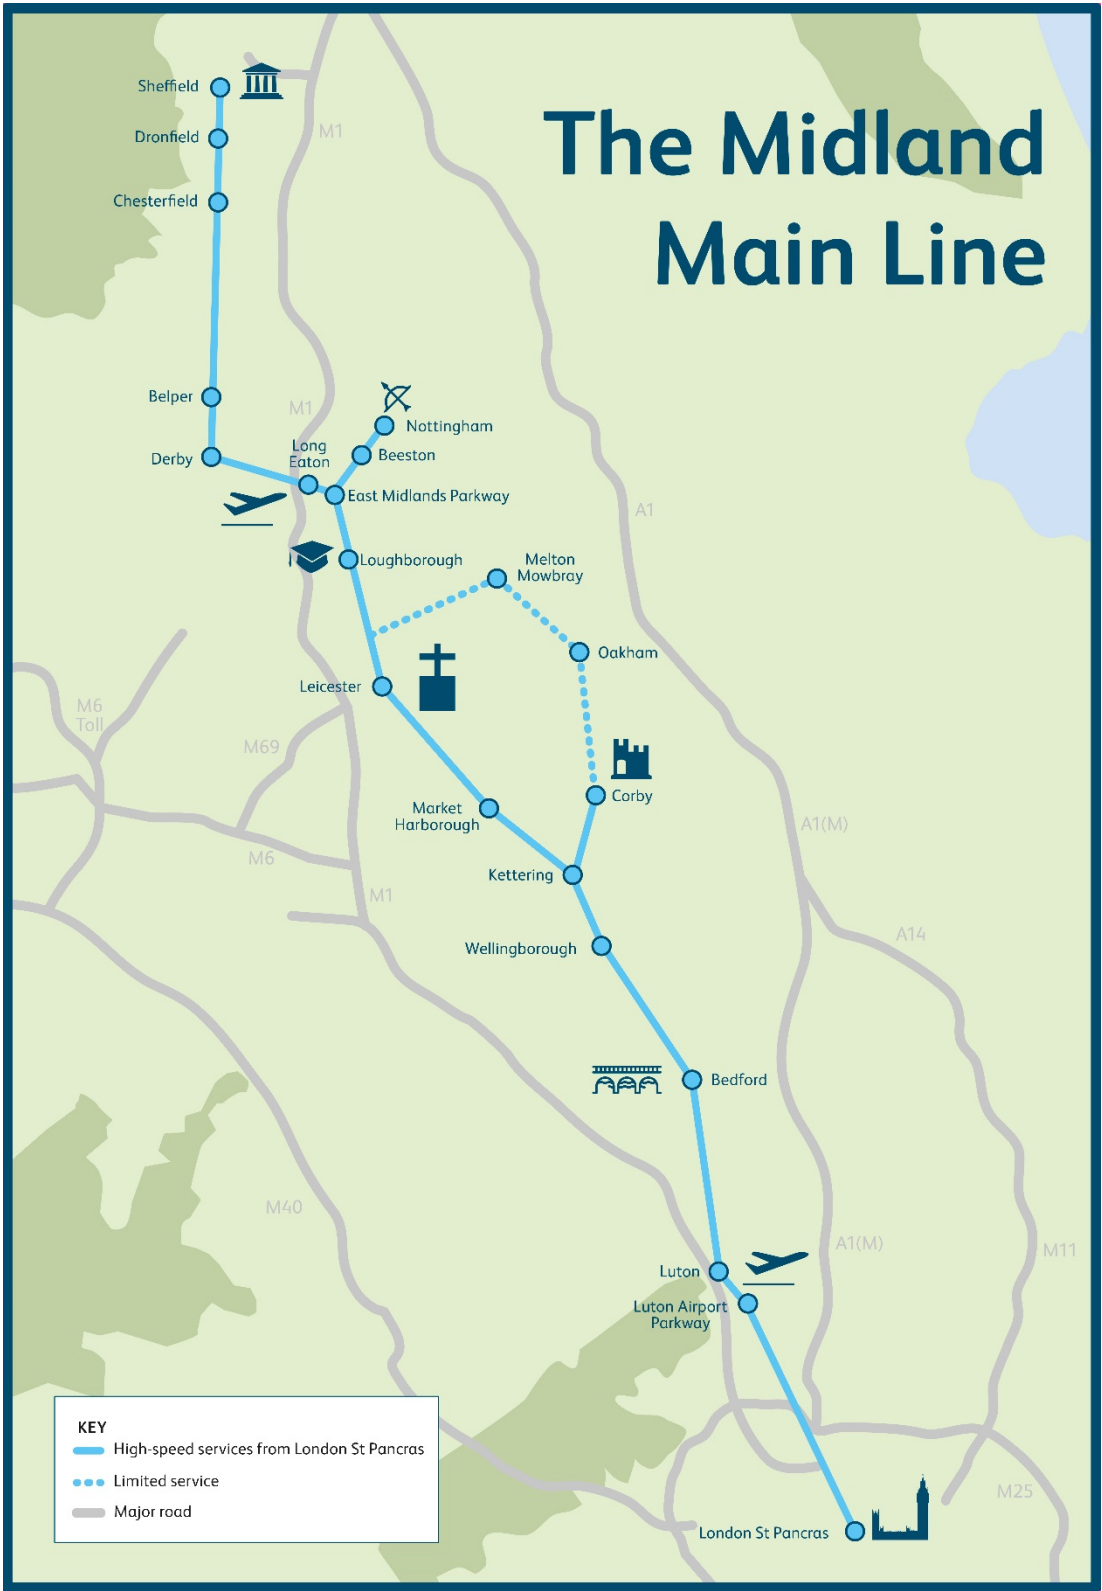 The Midland
Main Line
Sheffield
Dronfield
M1
Chesterfield
Belper
M1
Nottingham
Long
Eaton
Beeston
Derby
East Midlands Parkway
A1
Loughborough
Melton
Mowbray
Oakham
Leicester
M6
Toll
M69
Corby
Market
Harborough
A1(M)
M6
Kettering
M1
A14
Wellingborough
Bedford
M40
A1(M)
M11
Luton
Luton Airport
Parkway
KEY
High-speed services from London St Pancras
Limited service
Major road
M25
London St Pancras